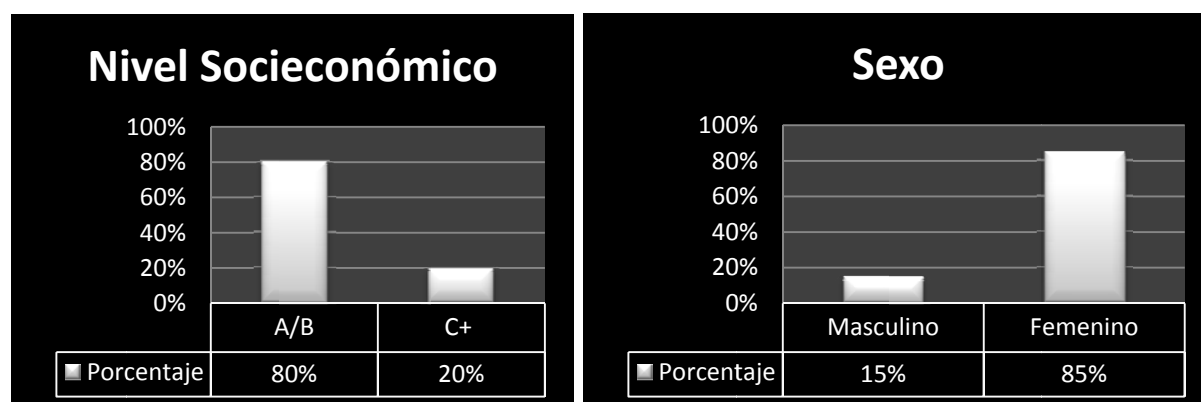 Nivel Socieconómico
100%
80%
60%
40%
20%
0%
A/B C+
Porcentaje 80% 20%
Sexo
100%
80%
60%
40%
20%
0%
Masculino Femenino
Porcentaje 15% 85%